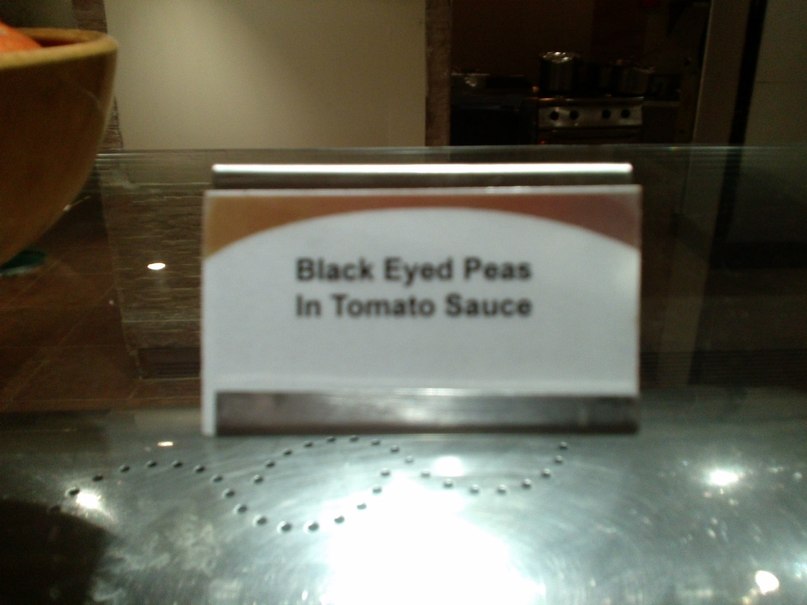 Black Eyed Peas
In Tomato Sauce